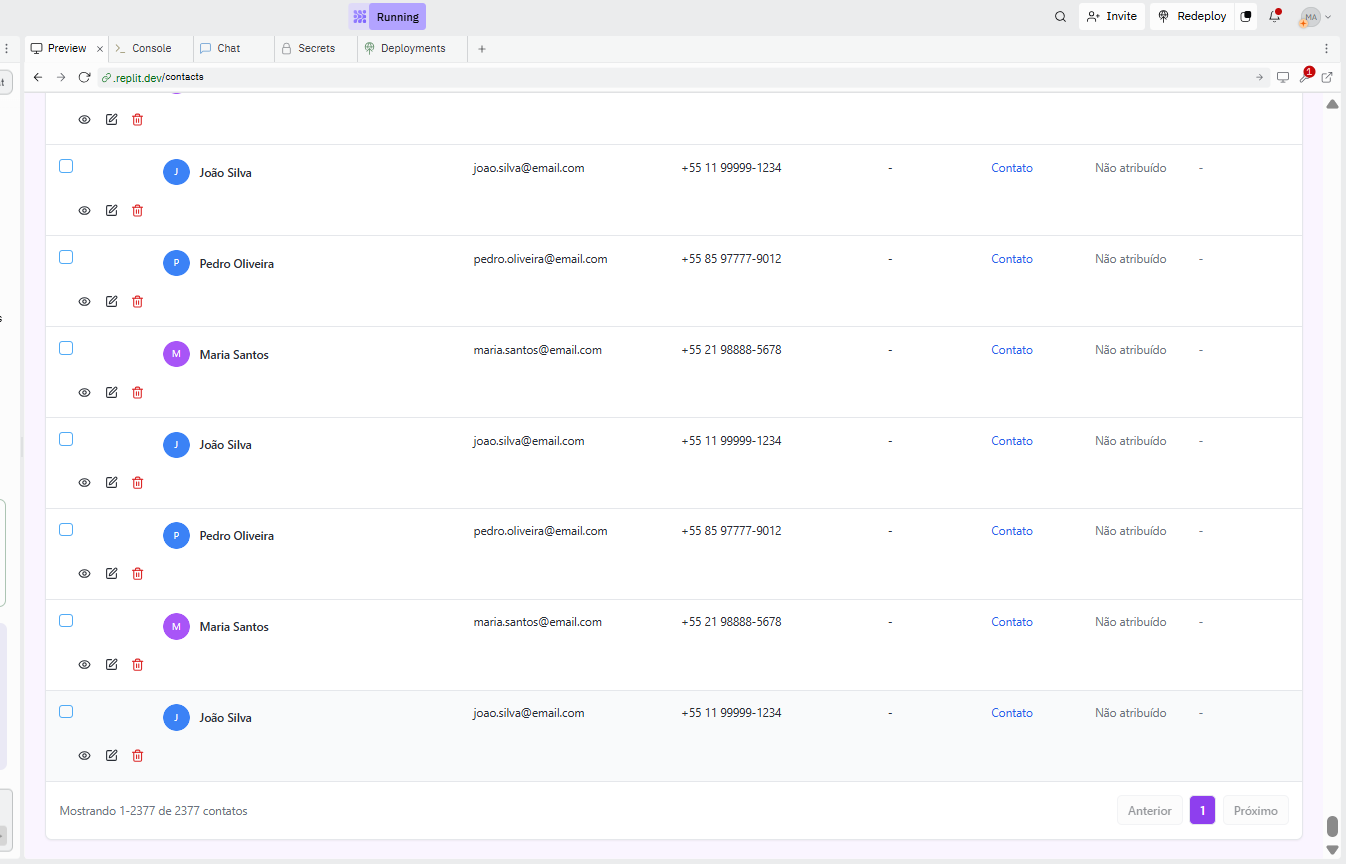 Running
Invite
Redeploy
MA
Preview
Console
Chat
Secrets
Deployments
.replit.dev/contacts
1
J
João Silva
joao.silva@email.com
+55 11 99999-1234
-
Contato
Não atribuído
-
P
Pedro Oliveira
pedro.oliveira@email.com
+55 85 97777-9012
-
Contato
Não atribuído
-
M
Maria Santos
maria.santos@email.com
+55 21 98888-5678
-
Contato
Não atribuído
-
J
João Silva
joao.silva@email.com
+55 11 99999-1234
-
Contato
Não atribuído
-
P
Pedro Oliveira
pedro.oliveira@email.com
+55 85 97777-9012
-
Contato
Não atribuído
-
M
Maria Santos
maria.santos@email.com
+55 21 98888-5678
-
Contato
Não atribuído
-
J
João Silva
joao.silva@email.com
+55 11 99999-1234
-
Contato
Não atribuído
-
Mostrando 1-2377 de 2377 contatos
Anterior
1
Próximo